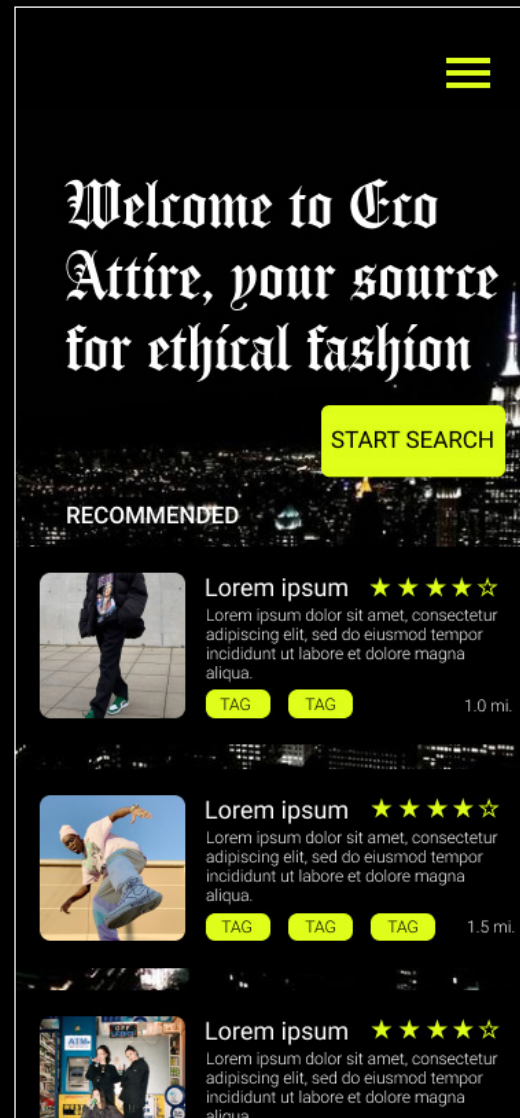 Welcome to Eco
Attire, your source
for ethical fashion
START SEARCH
RECOMMENDED
Lorem ipsum
Lorem ipsum dolor sit amet, consectetur
adipiscing elit, sed do eiusmod tempor
incididunt ut labore et dolore magna
aliqua.
TAG TAG 1.0 mi.
Lorem ipsum
Lorem ipsum dolor sit amet, consectetur
adipiscing elit, sed do eiusmod tempor
incididunt ut labore et dolore magna
aliqua.
TAG TAG TAG 1.5 mi.
OFF
ATM
Lorem ipsum
Lorem ipsum dolor sit amet, consectetur
adipiscing elit, sed do eiusmod tempor
incididunt ut labore et dolore magna
aliqua.